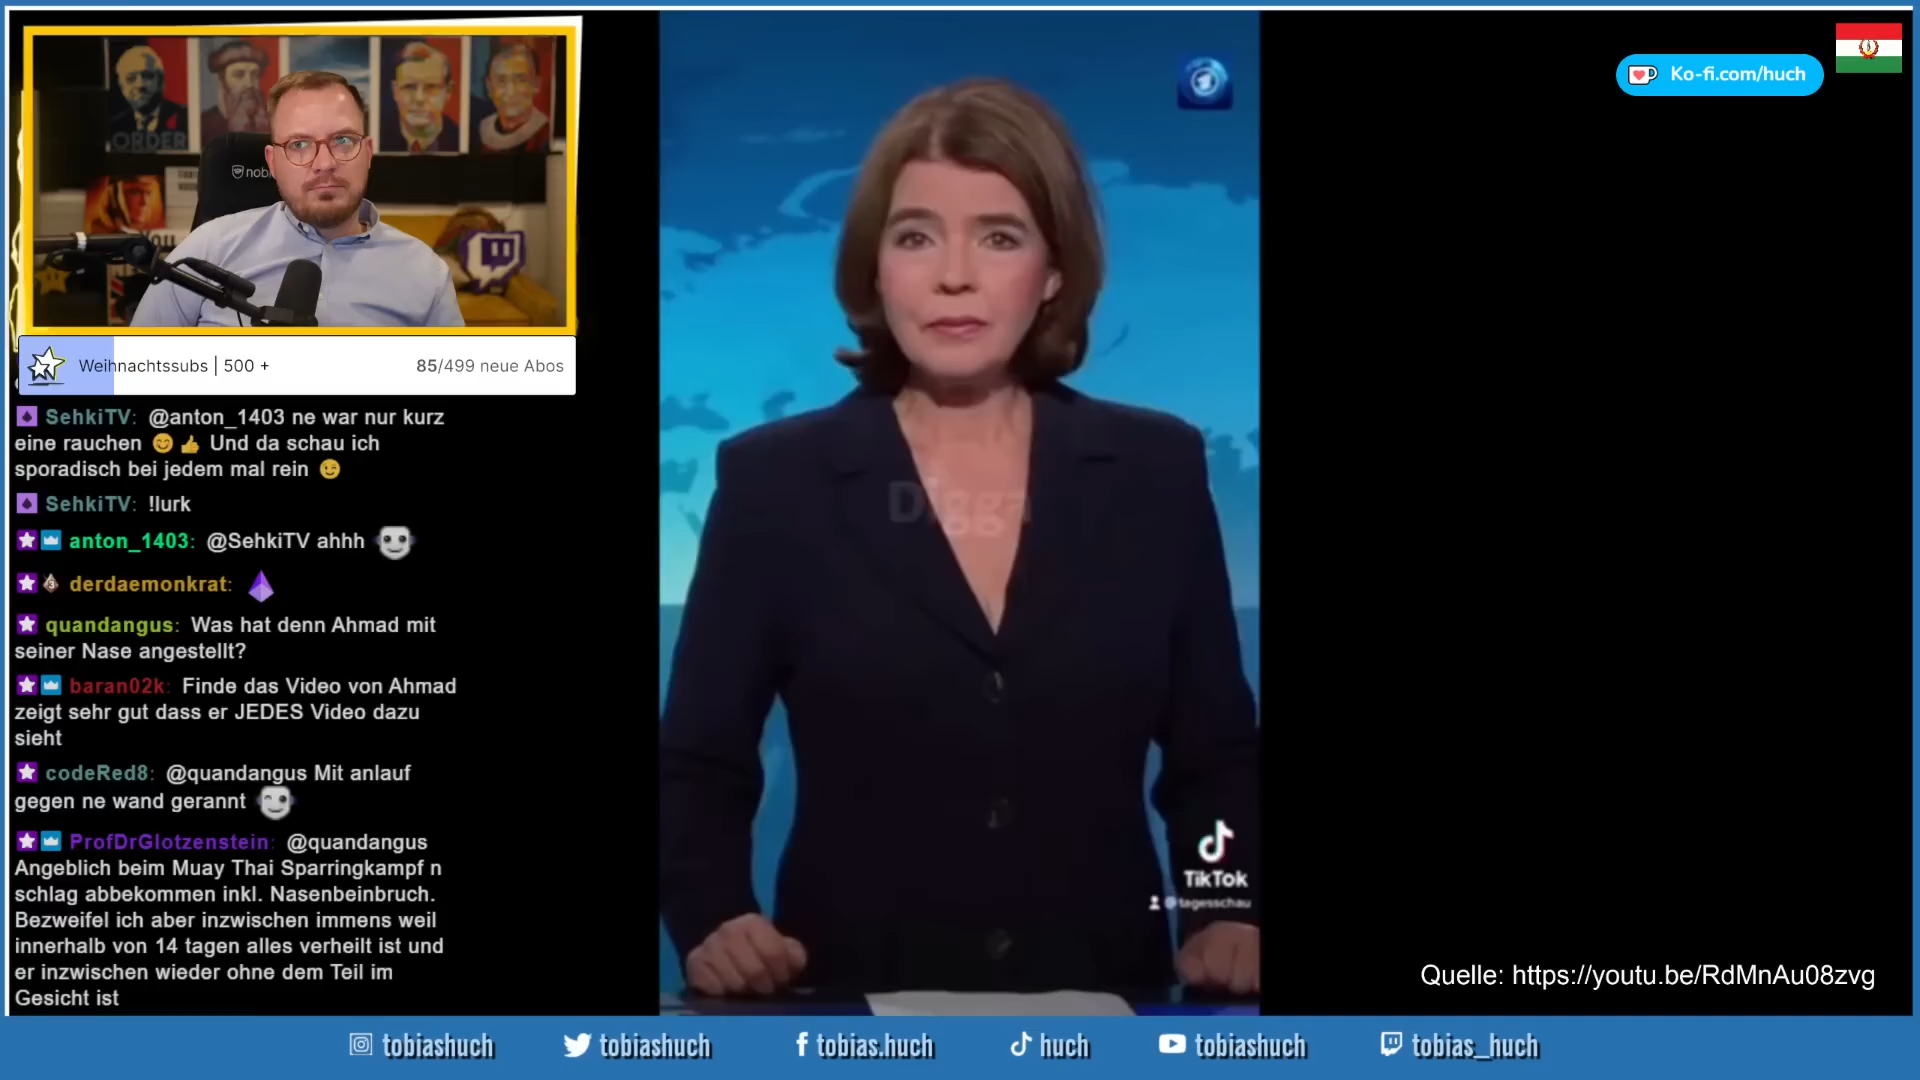 ORDER
nobl
YOU
Weihnachtssubs | 500 +
85/499 neue Abos
SehkiTV: @anton_1403 ne war nur kurz
eine rauchen 😊 👍 Und da schau ich
sporadisch bei jedem mal rein 😉
SehkiTV: !lurk
anton_1403: @SehkiTV ahhh
derdaemonkrat:
quandangus: Was hat denn Ahmad mit
seiner Nase angestellt?
baran02k: Finde das Video von Ahmad
zeigt sehr gut dass er JEDES Video dazu
sieht
codeRed8: @quandangus Mit anlauf
gegen ne wand gerannt
ProfDrGlotzenstein: @quandangus
Angeblich beim Muay Thai Sparringkampf n
schlag abbekommen inkl. Nasenbeinbruch.
Bezweifel ich aber inzwischen immens weil
innerhalb von 14 tagen alles verheilt ist und
er inzwischen wieder ohne dem Teil im
Gesicht ist
Digga
TikTok
@tagesschau
Ko-fi.com/huch
Quelle: https://youtu.be/RdMnAu08zvg
tobiashuch
tobiashuch
tobias.huch
huch
tobiashuch
tobias_huch